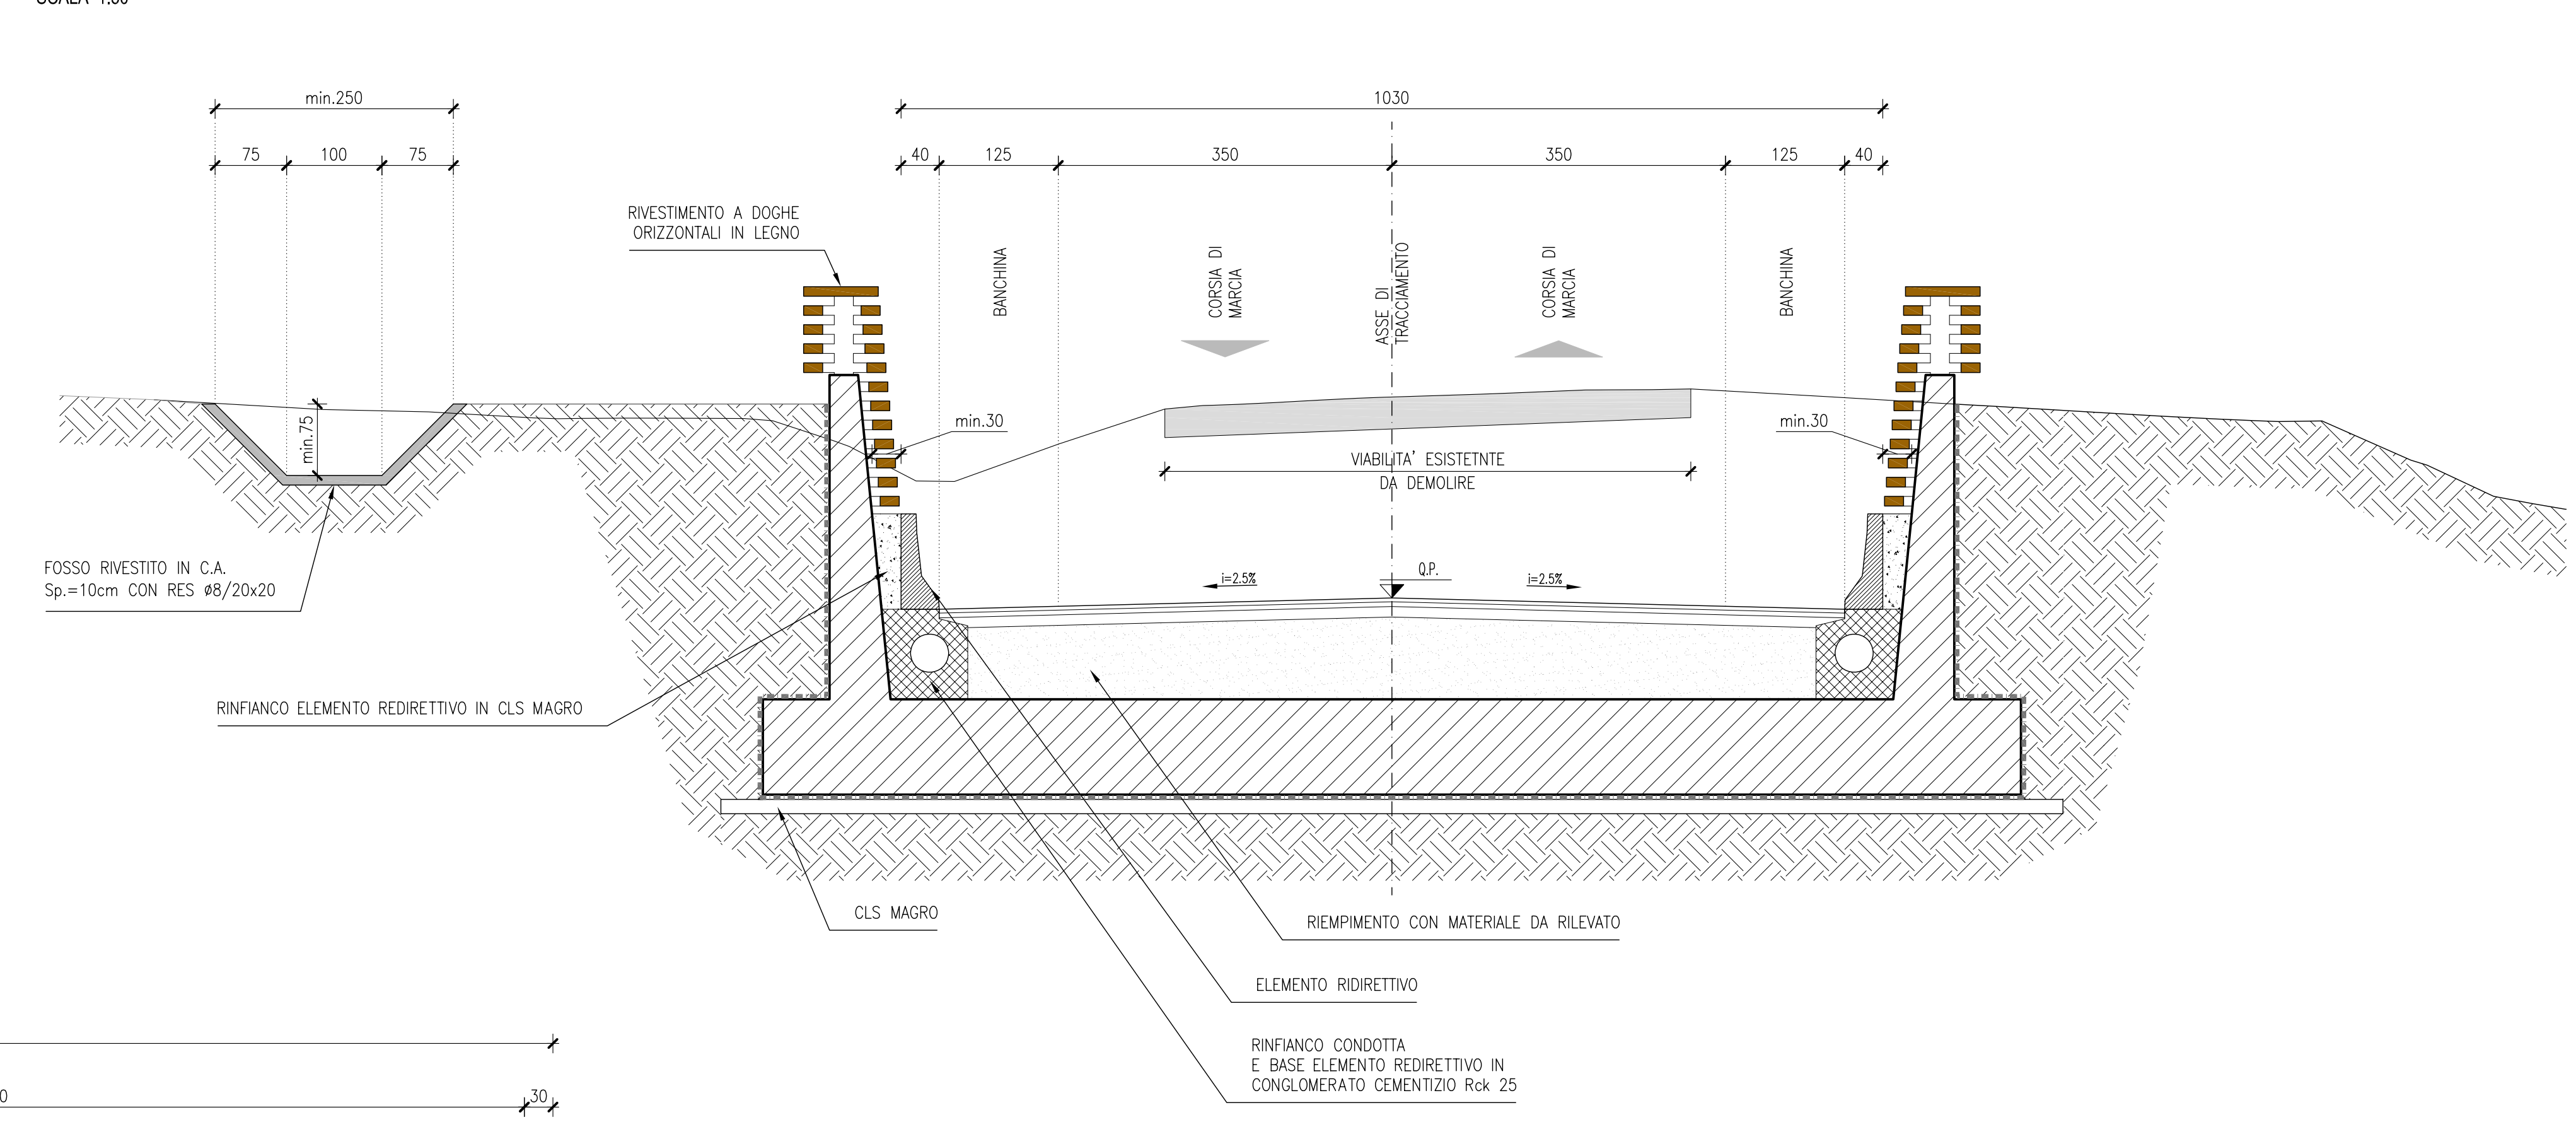 min.250
1030
75
100
75
40
125
350
350
125
40
RIVESTIMENTO A DOGHE
ORIZZONTALI IN LEGNO
BANCHINA
CORSIA DI
MARCIA
ASSE DI
TRACCIAMENTO
CORSIA DI
MARCIA
BANCHINA
min.75
min.30
min.30
VIABILITA' ESISTETNTE
DA DEMOLIRE
FOSSO RIVESTITO IN C.A.
Sp.=10cm CON RES ø8/20x20
i=2.5%
Q.P.
i=2.5%
RINFIANCO ELEMENTO REDIRETTIVO IN CLS MAGRO
CLS MAGRO
RIEMPIMENTO CON MATERIALE DA RILEVATO
ELEMENTO RIDIRETTIVO
RINFIANCO CONDOTTA
E BASE ELEMENTO REDIRETTIVO IN
CONGLOMERATO CEMENTIZIO Rck 25
0
30